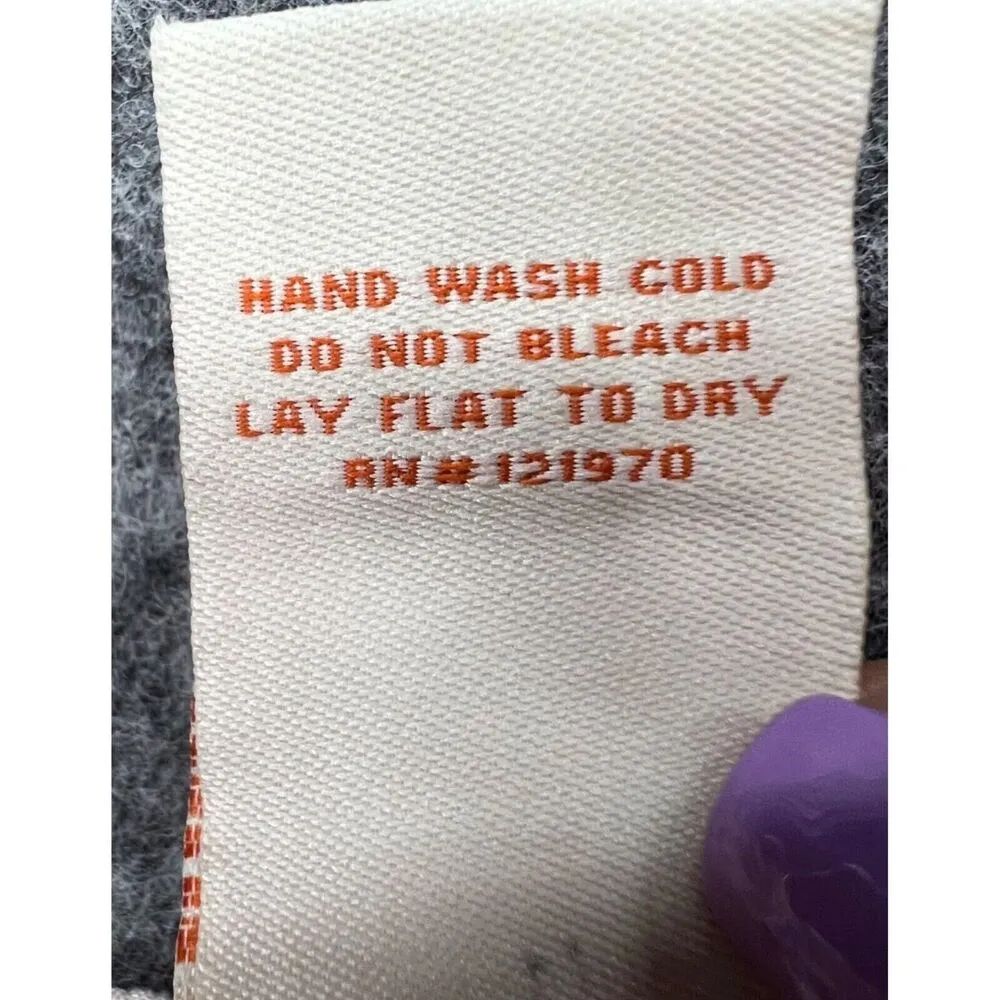 HAND WASH COLD
DO NOT BLEACH
LAY FLAT TO DRY
RN # 121970